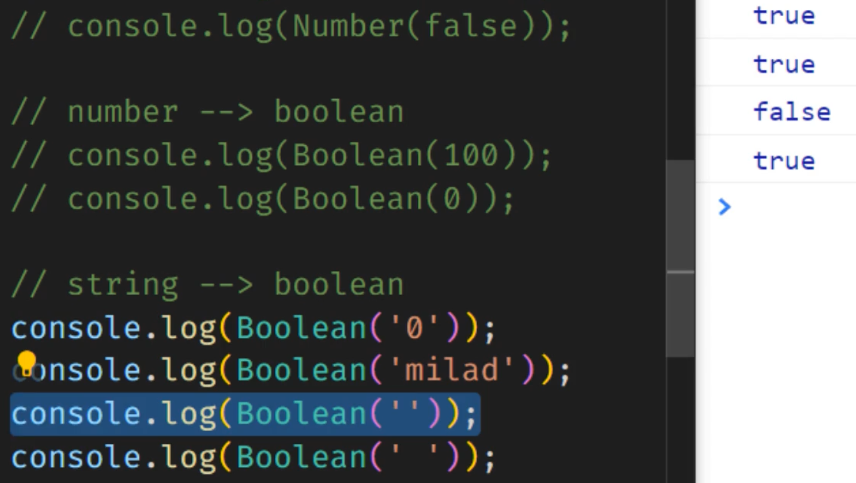 // console.log(Number(false));
// number --> boolean
// console.log(Boolean(100));
// console.log(Boolean(0));
// string --> boolean
console.log(Boolean('0'));
console.log(Boolean('milad'));
console.log(Boolean(''));
console.log(Boolean(' '));
true
true
false
true
>